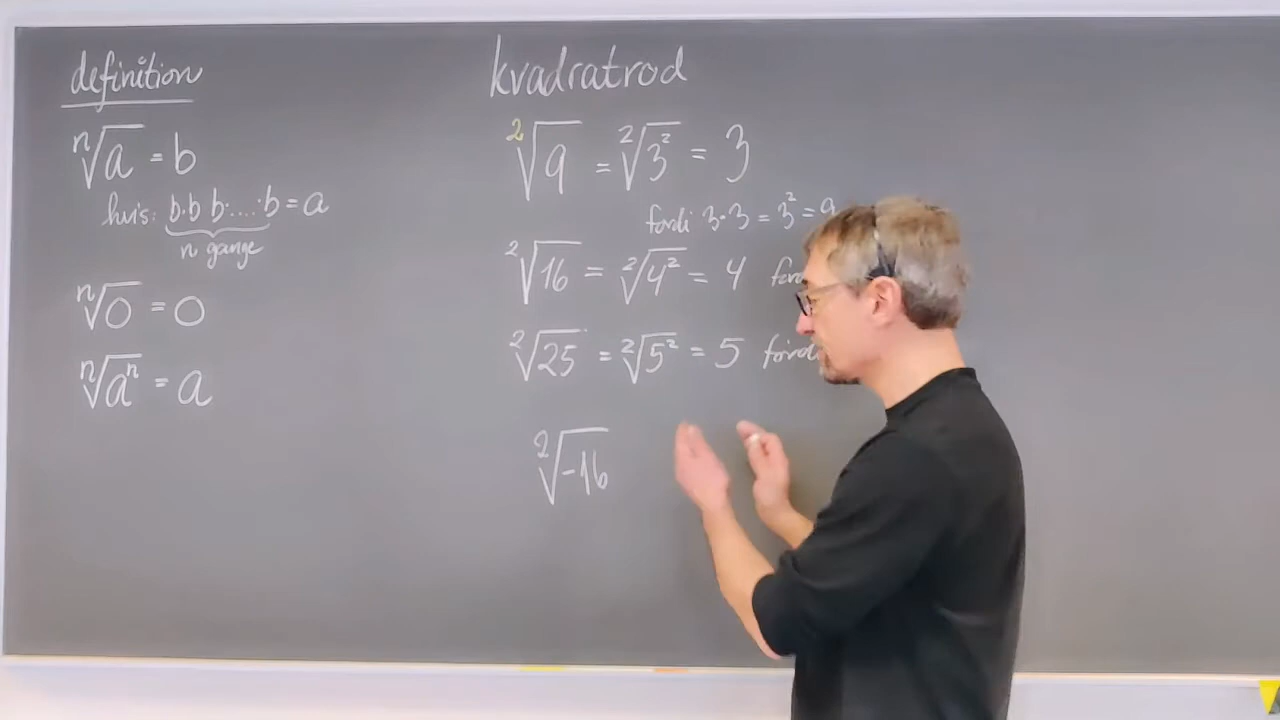 definition
ⁿ√a = b
hvis: b·b b·....·b = a
n gange
ⁿ√0 = 0
ⁿ√aⁿ = a
kvadratrod
²√9 = ²√3² = 3
fordi 3·3 = 3² = 9
²√16 = ²√4² = 4
²√25 = ²√5² = 5
²√-16